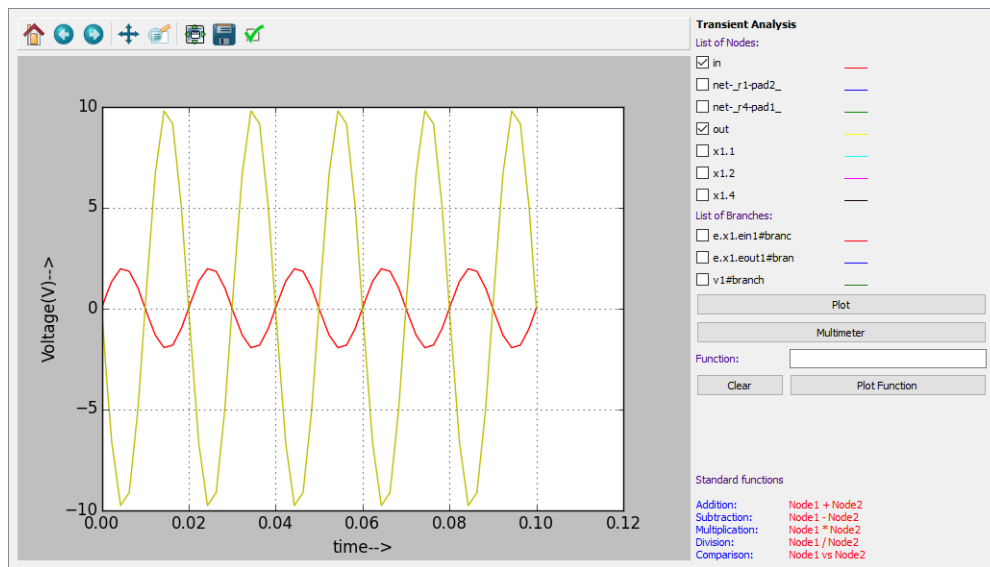 Transient Analysis
List of Nodes:
in
net-_r1-pad2_
net-_r4-pad1_
out
x1.1
x1.2
x1.4
List of Branches:
e.x1.ein1#branc
e.x1.eout1#bran
v1#branch
Plot
Multimeter
Function:
Clear Plot Function
Standard functions
Addition: Node1 + Node2
Subtraction: Node1 - Node2
Multiplication: Node1 * Node2
Division: Node1 / Node2
Comparison: Node1 vs Node2
10
5
0
−5
−10
Voltage(V)-->
0.00 0.02 0.04 0.06 0.08 0.10 0.12
time-->